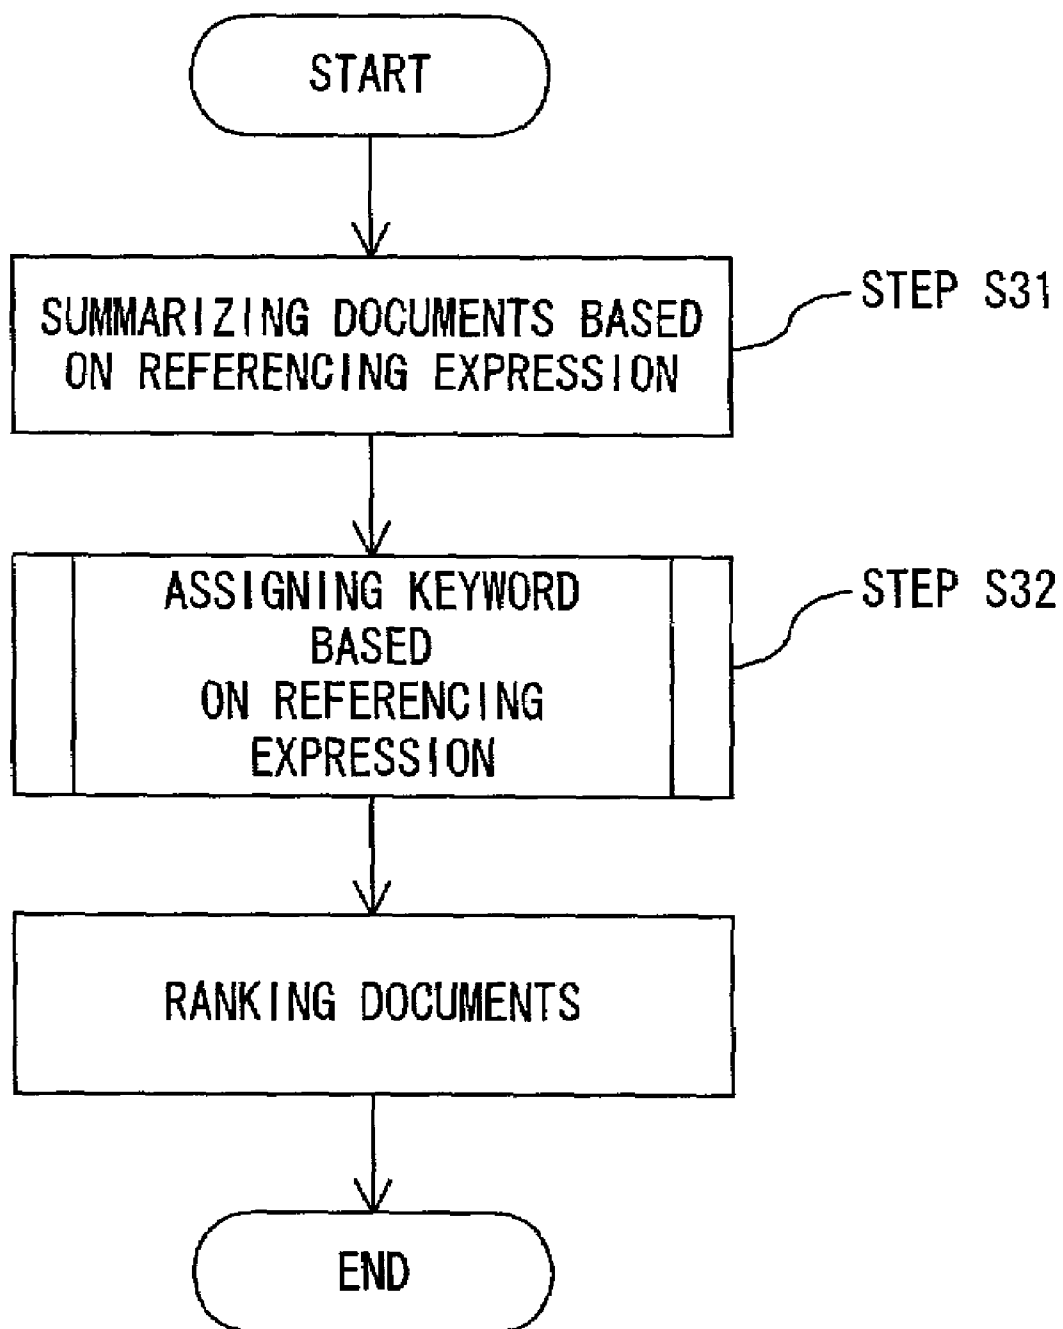 START
SUMMARIZING DOCUMENTS BASED
ON REFERENCING EXPRESSION
STEP S31
ASSIGNING KEYWORD
BASED
ON REFERENCING
EXPRESSION
STEP S32
RANKING DOCUMENTS
END